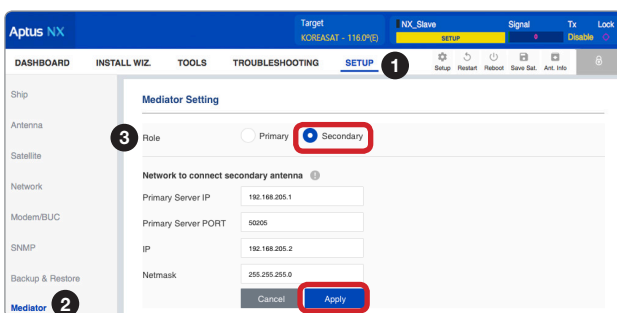 Aptus NX
Target
KOREASAT - 116.0º(E)
NX_Slave
SETUP
Signal
Tx
Disable
Lock
DASHBOARD INSTALL WIZ. TOOLS TROUBLESHOOTING SETUP 1
Setup Restart Reboot Save Sat. Ant. Info
Ship
Antenna
Satellite
Network
Modem/BUC
SNMP
Backup & Restore
Mediator 2
Mediator Setting
3 Role Primary Secondary
Network to connect secondary antenna !
Primary Server IP 192.168.205.1
Primary Server PORT 50205
IP 192.168.205.2
Netmask 255.255.255.0
Cancel Apply